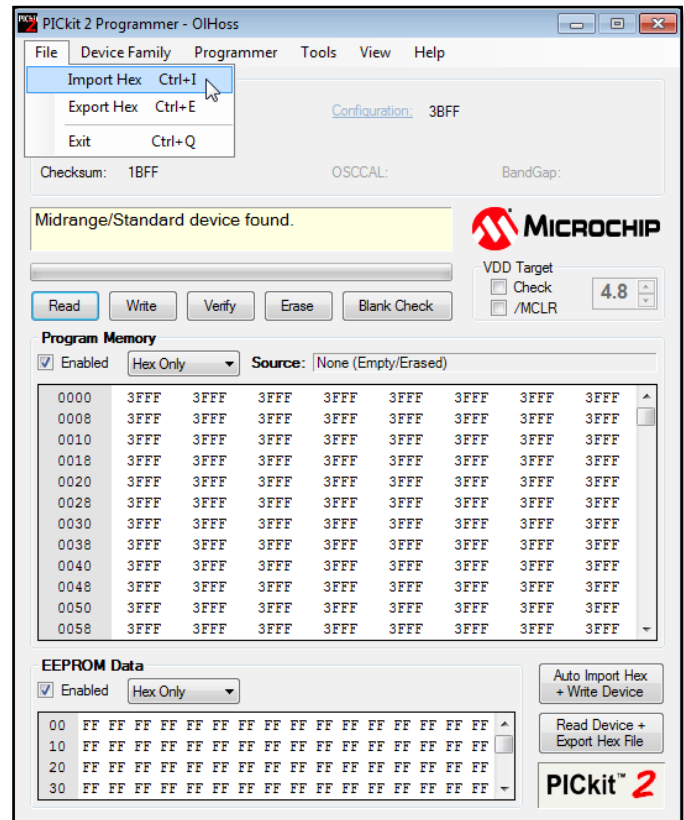 PICkit 2 Programmer - OlHoss
File Device Family Programmer Tools View Help
Import Hex Ctrl+I
Export Hex Ctrl+E
Exit Ctrl+Q
Configuration: 3BFF
Checksum: 1BFF OSCCAL: BandGap:
Midrange/Standard device found.
MICROCHIP
VDD Target
Check
/MCLR
4.8
Read Write Verify Erase Blank Check
Program Memory
Enabled Hex Only Source: None (Empty/Erased)
0000 3FFF 3FFF 3FFF 3FFF 3FFF 3FFF 3FFF 3FFF
0008 3FFF 3FFF 3FFF 3FFF 3FFF 3FFF 3FFF 3FFF
0010 3FFF 3FFF 3FFF 3FFF 3FFF 3FFF 3FFF 3FFF
0018 3FFF 3FFF 3FFF 3FFF 3FFF 3FFF 3FFF 3FFF
0020 3FFF 3FFF 3FFF 3FFF 3FFF 3FFF 3FFF 3FFF
0028 3FFF 3FFF 3FFF 3FFF 3FFF 3FFF 3FFF 3FFF
0030 3FFF 3FFF 3FFF 3FFF 3FFF 3FFF 3FFF 3FFF
0038 3FFF 3FFF 3FFF 3FFF 3FFF 3FFF 3FFF 3FFF
0040 3FFF 3FFF 3FFF 3FFF 3FFF 3FFF 3FFF 3FFF
0048 3FFF 3FFF 3FFF 3FFF 3FFF 3FFF 3FFF 3FFF
0050 3FFF 3FFF 3FFF 3FFF 3FFF 3FFF 3FFF 3FFF
0058 3FFF 3FFF 3FFF 3FFF 3FFF 3FFF 3FFF 3FFF
EEPROM Data
Enabled Hex Only
00 FF FF FF FF FF FF FF FF FF FF FF FF FF FF FF FF
10 FF FF FF FF FF FF FF FF FF FF FF FF FF FF FF FF
20 FF FF FF FF FF FF FF FF FF FF FF FF FF FF FF FF
30 FF FF FF FF FF FF FF FF FF FF FF FF FF FF FF FF
Auto Import Hex
+ Write Device
Read Device +
Export Hex File
PICkit™ 2